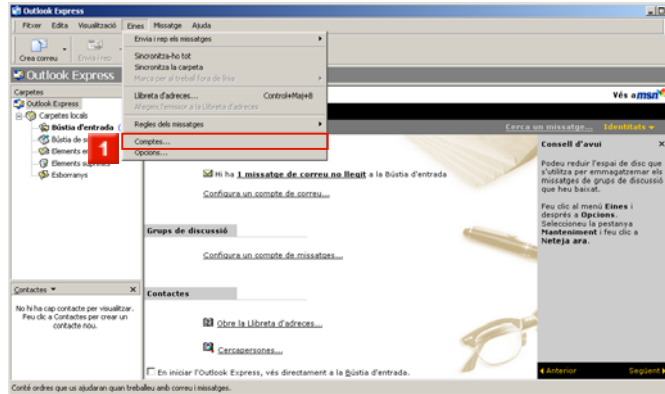 Outlook Express
Fitxer Edita Visualització Eines Missatge Ajuda
Crea correu Envia i rep
Envia i rep els missatges
Sincronitza-ho tot
Sincronitza la carpeta
Marca per al treball fora de línia
Llibreta d'adreces... Control+Maj+B
Afegeix l'emissor a la Llibreta d'adreces
Regles dels missatges
Comptes...
Opcions...
1
Outlook Express
Carpetes
Outlook Express
Carpetes locals
Bústia d'entrada
Bústia de s
Elements en
Elements suprimits
Esborranys
Vés a msn
Cerca un missatge... Identitats
Hi ha 1 missatge de correu no llegit a la Bústia d'entrada
Configura un compte de correu...
Grups de discussió
Configura un compte de missatges...
Contactes
Obre la Llibreta d'adreces...
Cercapersones...
En iniciar l'Outlook Express, vés directament a la Bústia d'entrada.
Consell d'avui x
Podeu reduir l'espai de disc que
s'utilitza per emmagatzemar els
missatges de grups de discussió
que heu baixat.
Feu clic al menú Eines i
després a Opcions.
Seleccioneu la pestanya
Manteniment i feu clic a
Neteja ara.
Anterior Següent
Contactes x
No hi ha cap contacte per visualitzar.
Feu clic a Contactes per crear un
contacte nou.
Conté ordres que us ajudaran quan treballeu amb correu i missatges.